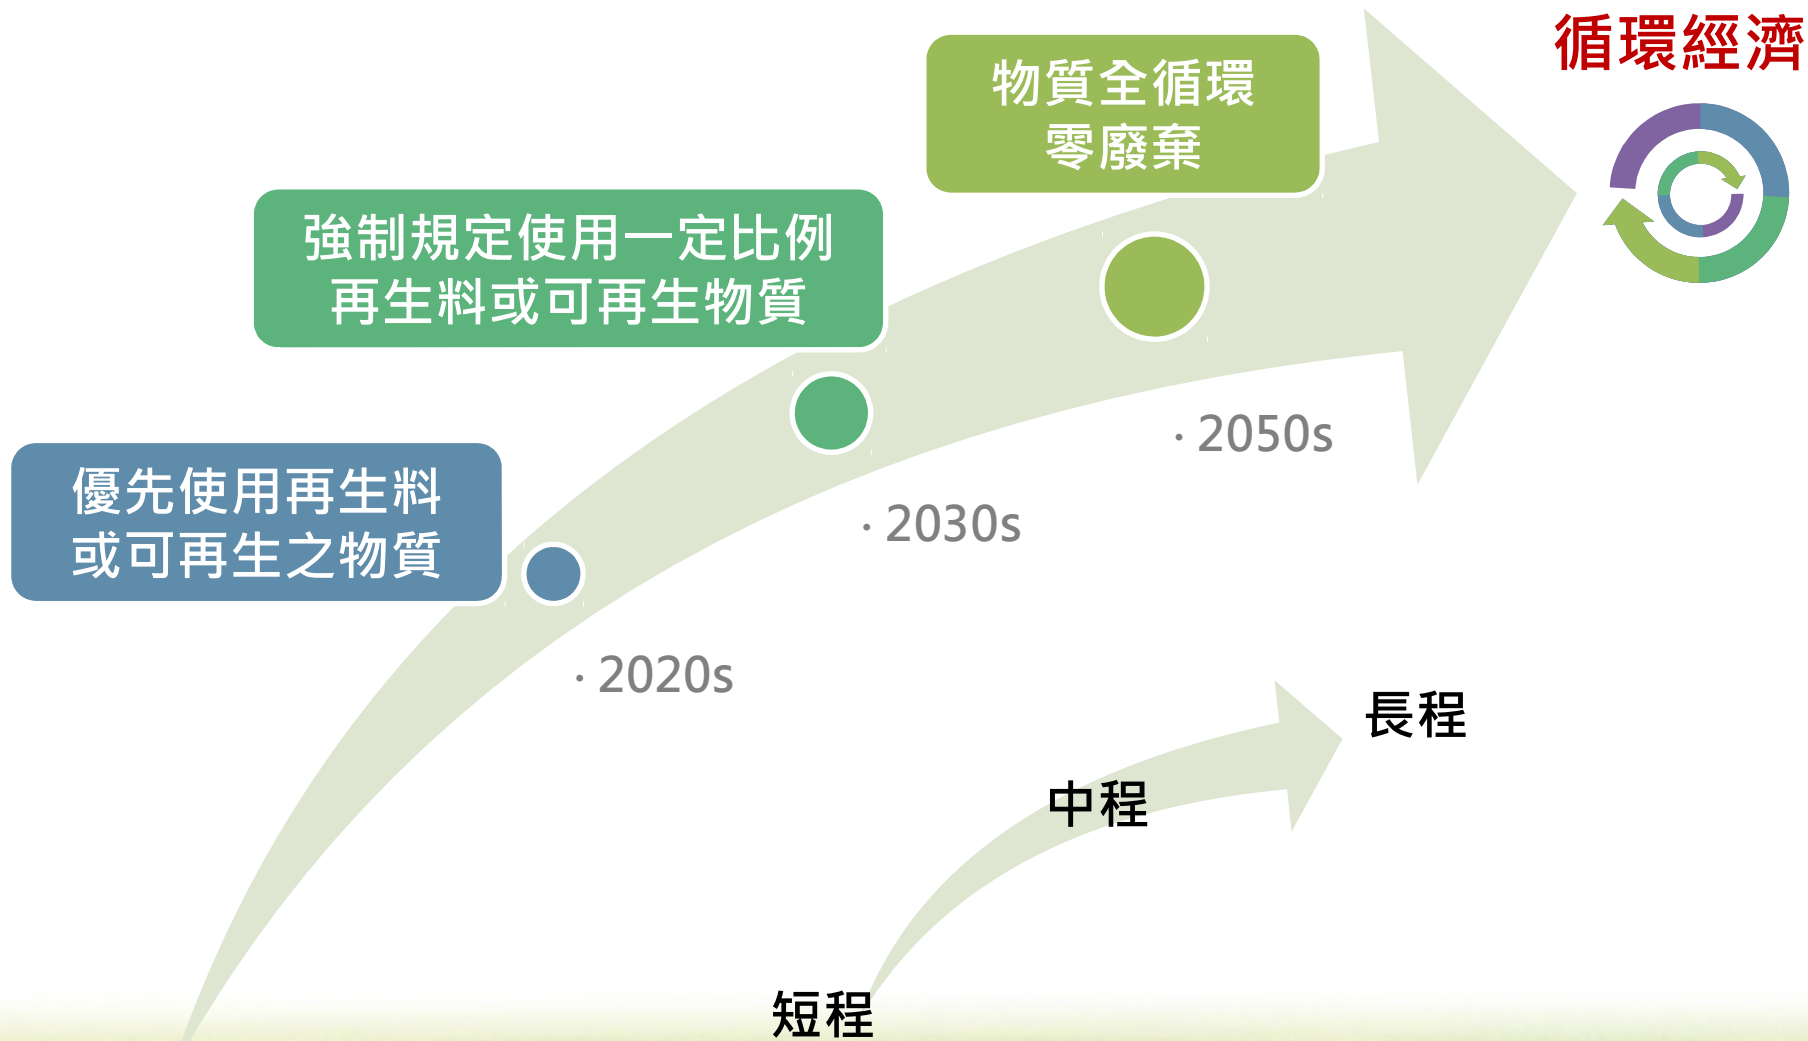 循環經濟
物質全循環
零廢棄
強制規定使用一定比例
再生料或可再生物質
優先使用再生料
或可再生之物質
· 2050s
· 2030s
· 2020s
長程
中程
短程